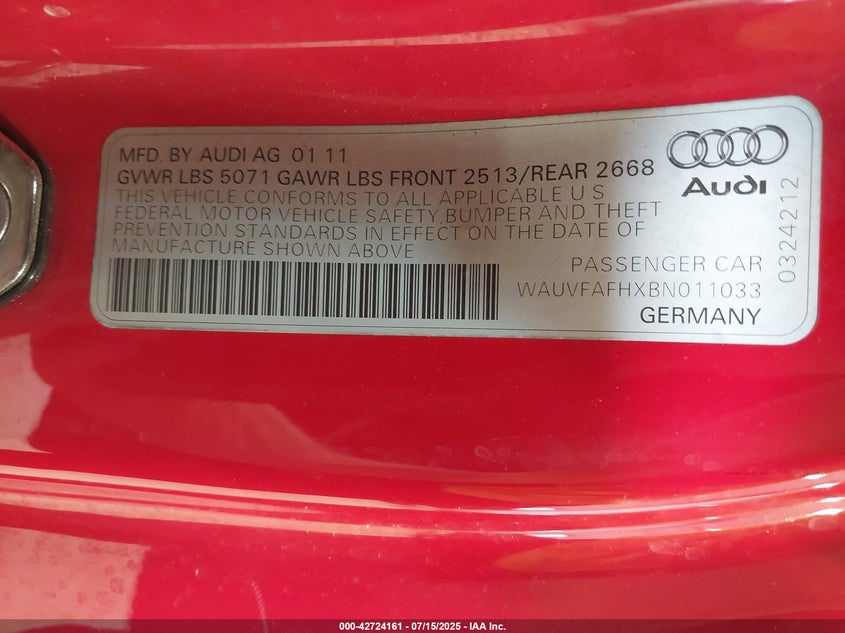 MFD. BY AUDI AG 01 11
GVWR LBS 5071 GAWR LBS FRONT 2513/REAR 2668
THIS VEHICLE CONFORMS TO ALL APPLICABLE U S
FEDERAL MOTOR VEHICLE SAFETY, BUMPER AND THEFT
PREVENTION STANDARDS IN EFFECT ON THE DATE OF
MANUFACTURE SHOWN ABOVE
PASSENGER CAR
WAUVFAFHXBN011033
GERMANY
Audi
0324212
000-42724161 - 07/15/2025 - IAA Inc.